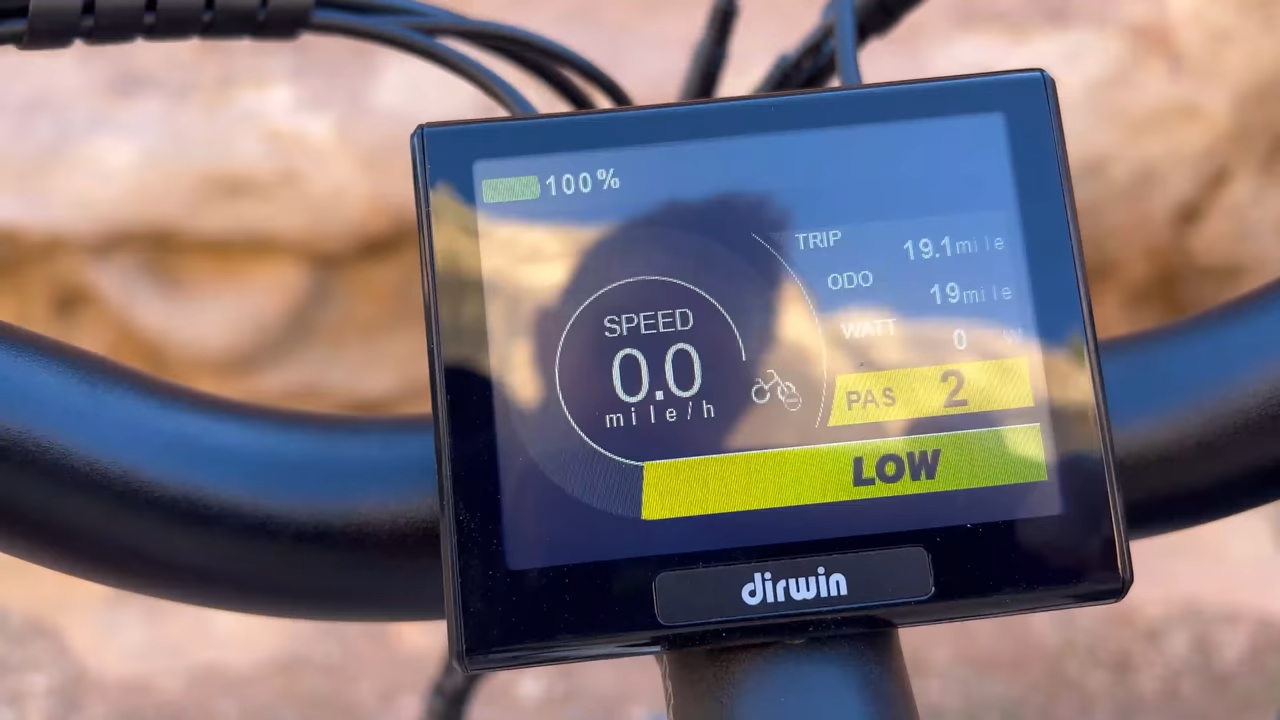 100%
TRIP 19.1mile
ODO 19mile
WATT 0 W
SPEED
0.0
mile/h
PAS 2
LOW
dirwin